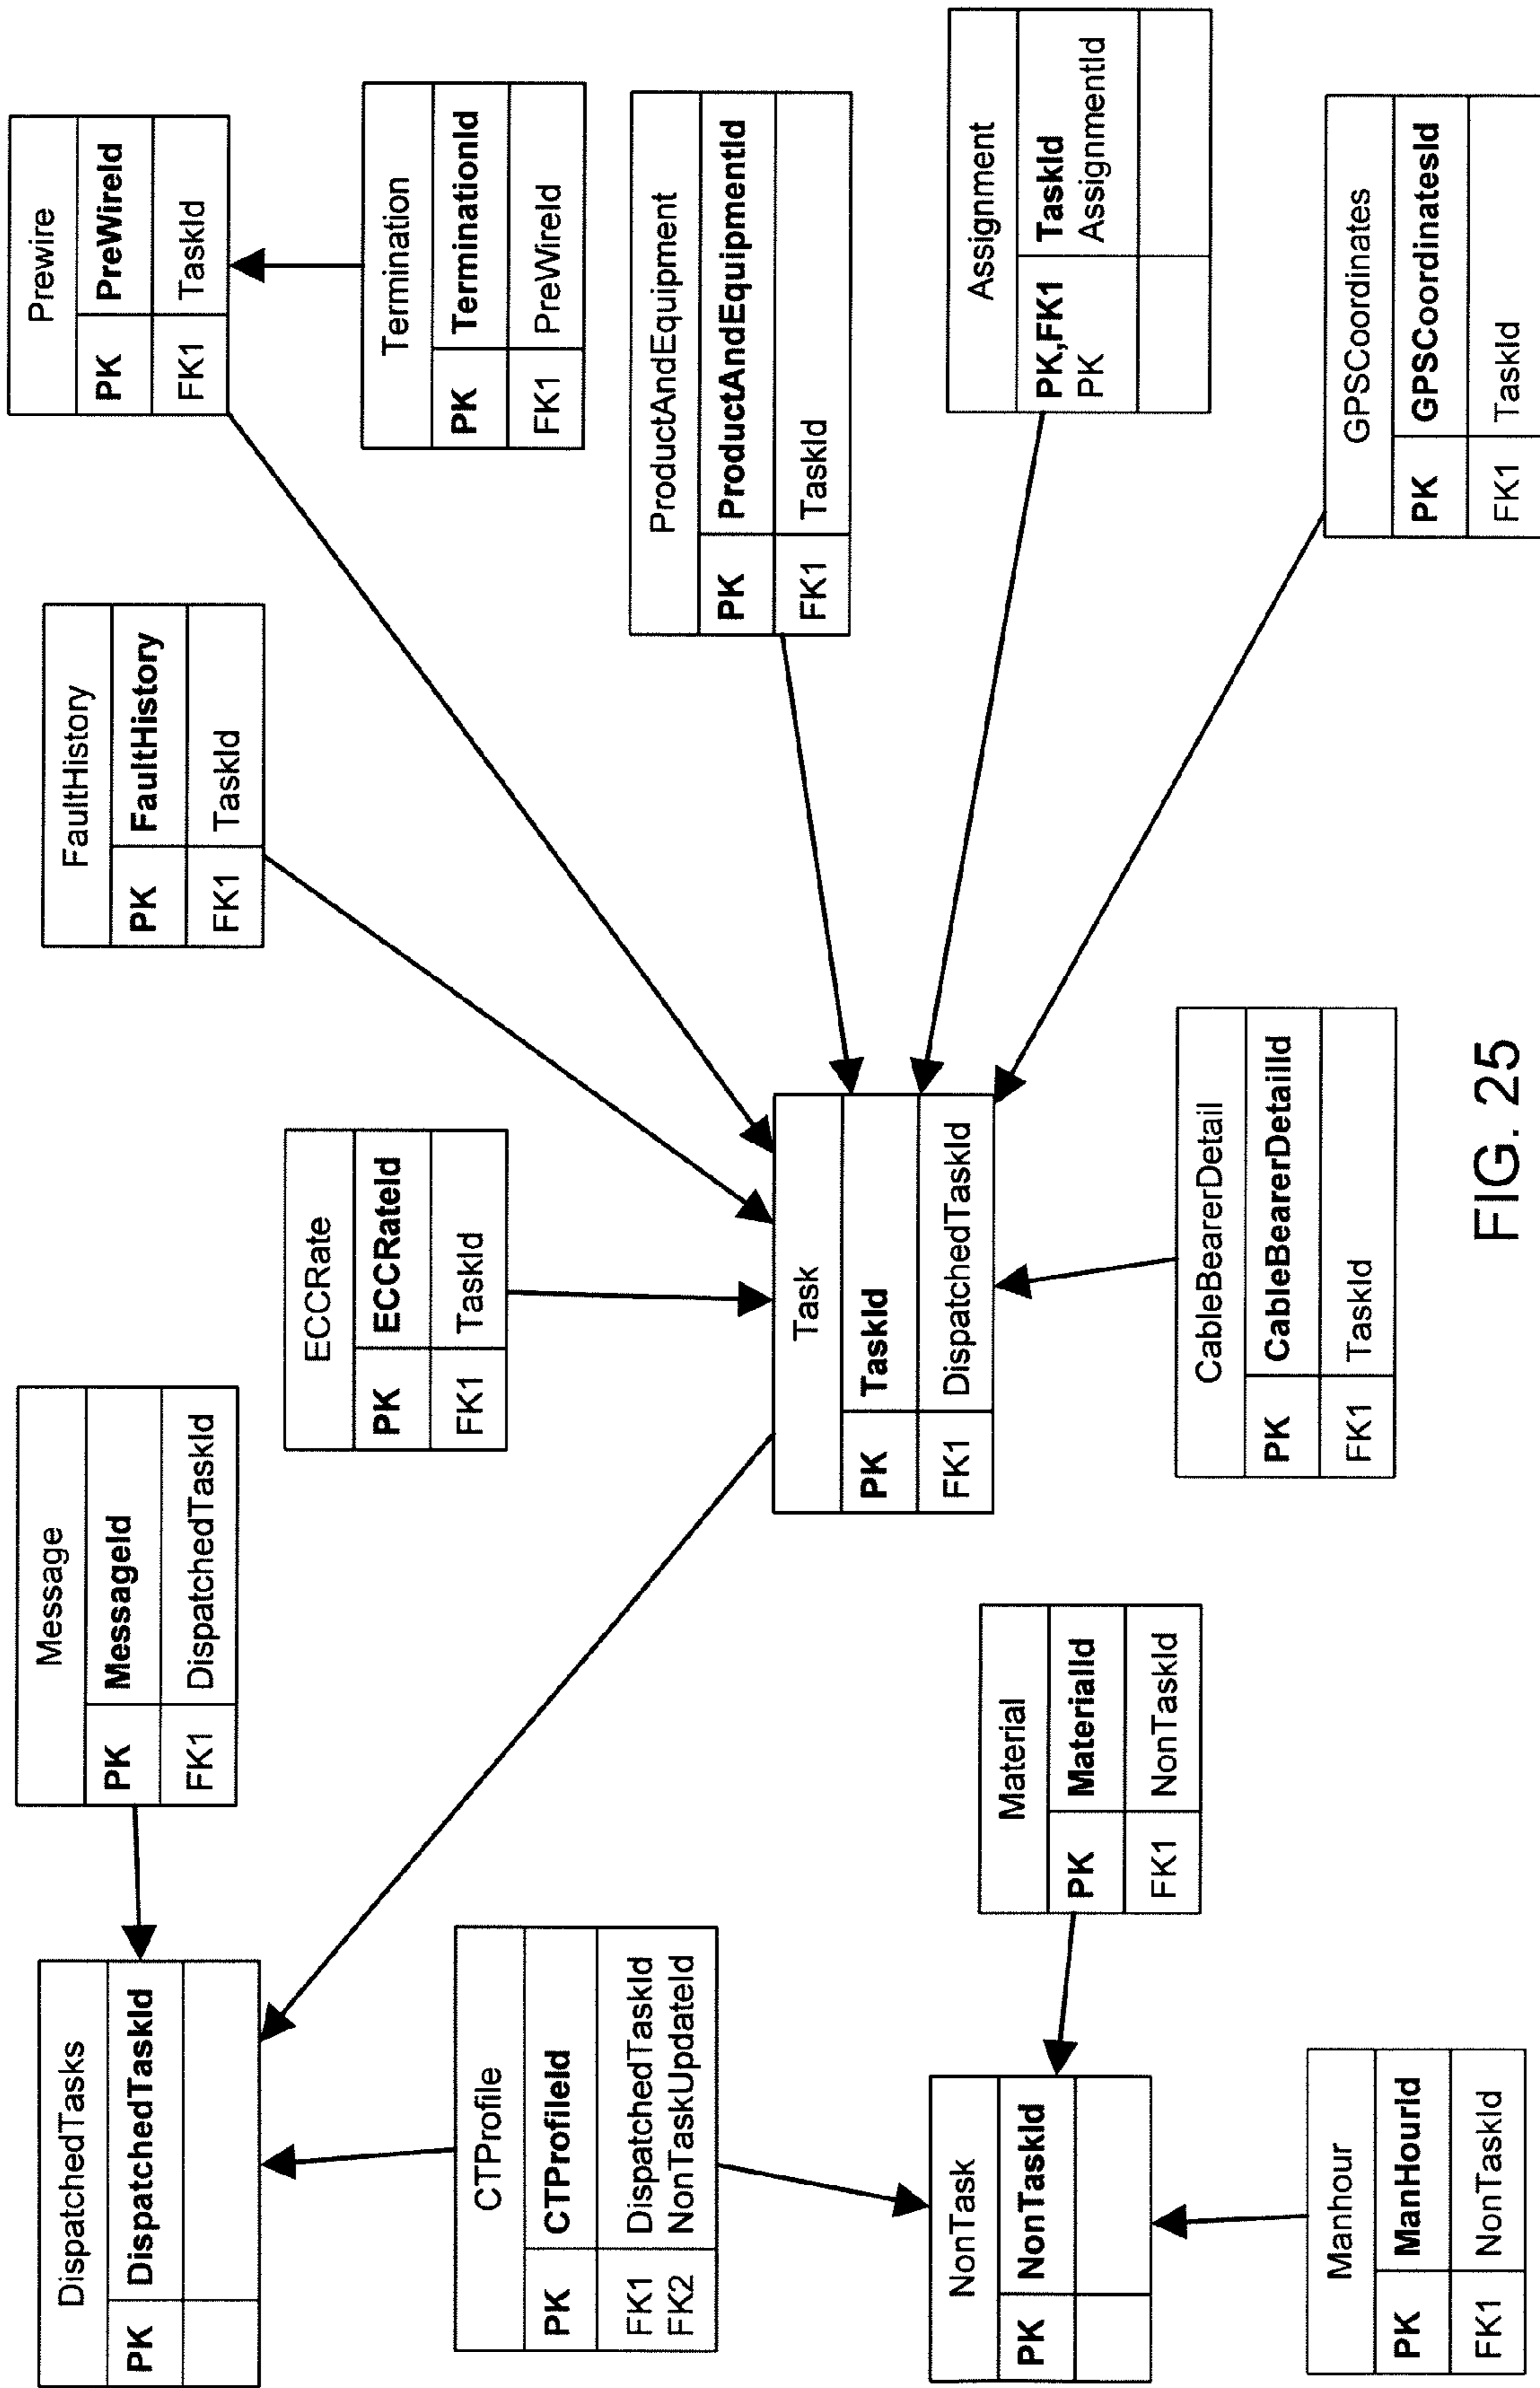 DispatchedTasks
PK DispatchedTaskId
Message
PK MessageId
FK1 DispatchedTaskId
FaultHistory
PK FaultHistory
FK1 TaskId
Prewire
PK PreWireId
FK1 TaskId
ECCRate
PK ECCRateId
FK1 TaskId
Termination
PK TerminationId
FK1 PreWireId
CTProfile
PK CTProfileId
FK1 DispatchedTaskId
FK2 NonTaskUpdateId
ProductAndEquipment
PK ProductAndEquipmentId
FK1 TaskId
Task
PK TaskId
FK1 DispatchedTaskId
Assignment
PK,FK1 TaskId
PK AssignmentId
NonTask
PK NonTaskId
Material
PK MaterialId
FK1 NonTaskId
CableBearerDetail
PK CableBearerDetailId
FK1 TaskId
GPSCoordinates
PK GPSCoordinatesId
FK1 TaskId
Manhour
PK ManHourId
FK1 NonTaskId
FIG. 25